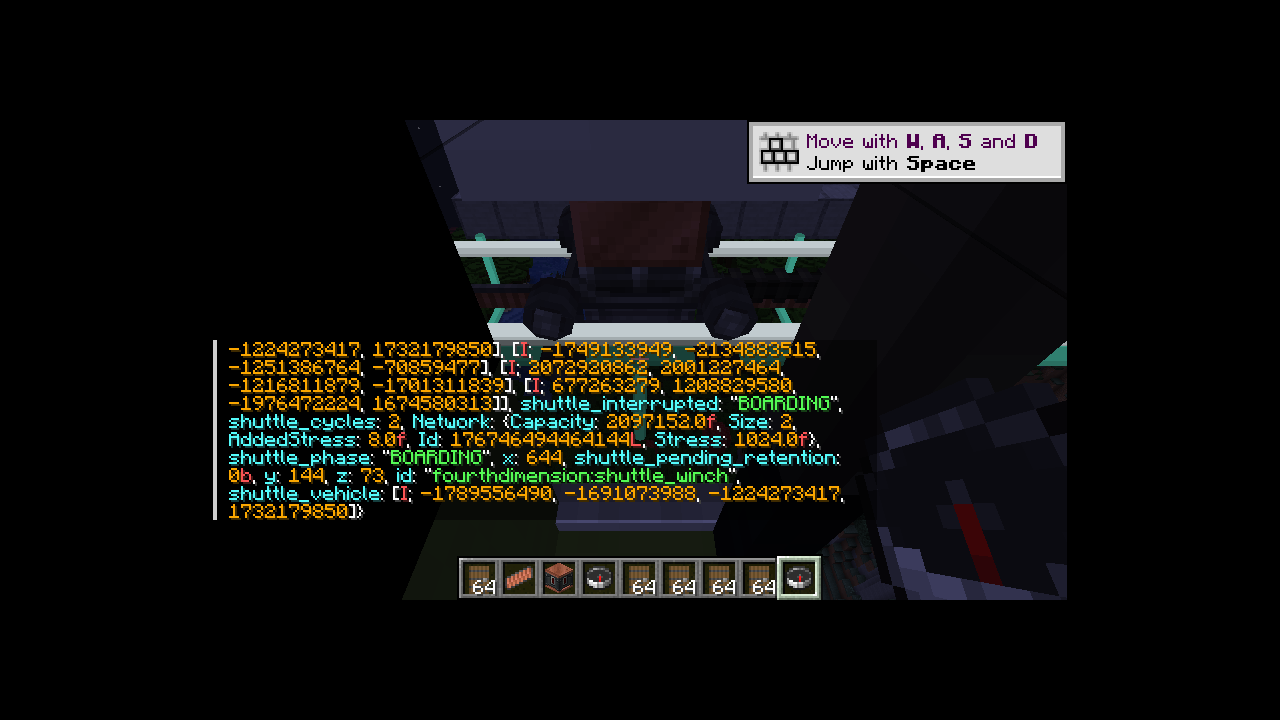 Move with W, A, S and D
Jump with Space
-1224273417, 1732179850], [I; -1749133949, -2134883515,
-1251386764, -70859477], [I; 2072920862, 2001227464,
-1216811879, -1701311839], [I; 677263279, 1208829580,
-1976472224, 1674580313]], shuttle_interrupted: "BOARDING",
shuttle_cycles: 2, Network: {Capacity: 2097152.0f, Size: 2,
AddedStress: 8.0f, Id: 176746494464144L, Stress: 1024.0f},
shuttle_phase: "BOARDING", x: 644, shuttle_pending_retention:
0b, y: 144, z: 73, id: "fourthdimension:shuttle_winch",
shuttle_vehicle: [I; -1789556490, -1691073988, -1224273417,
1732179850]}
64 64 64 64 64